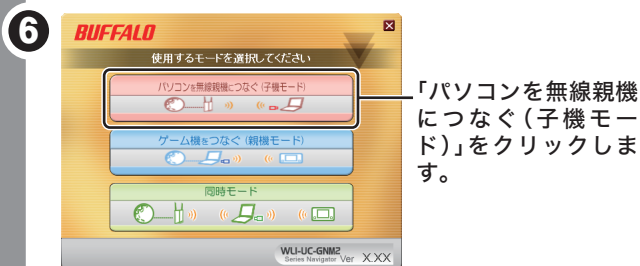 6
BUFFALO
使用するモードを選択してください
パソコンを無線親機につなぐ(子機モード)
ゲーム機をつなぐ(親機モード)
同時モード
WLI-UC-GNM2
Series Navigator Ver X.XX
「パソコンを無線親機
につなぐ(子機モー
ド)」をクリックしま
す。